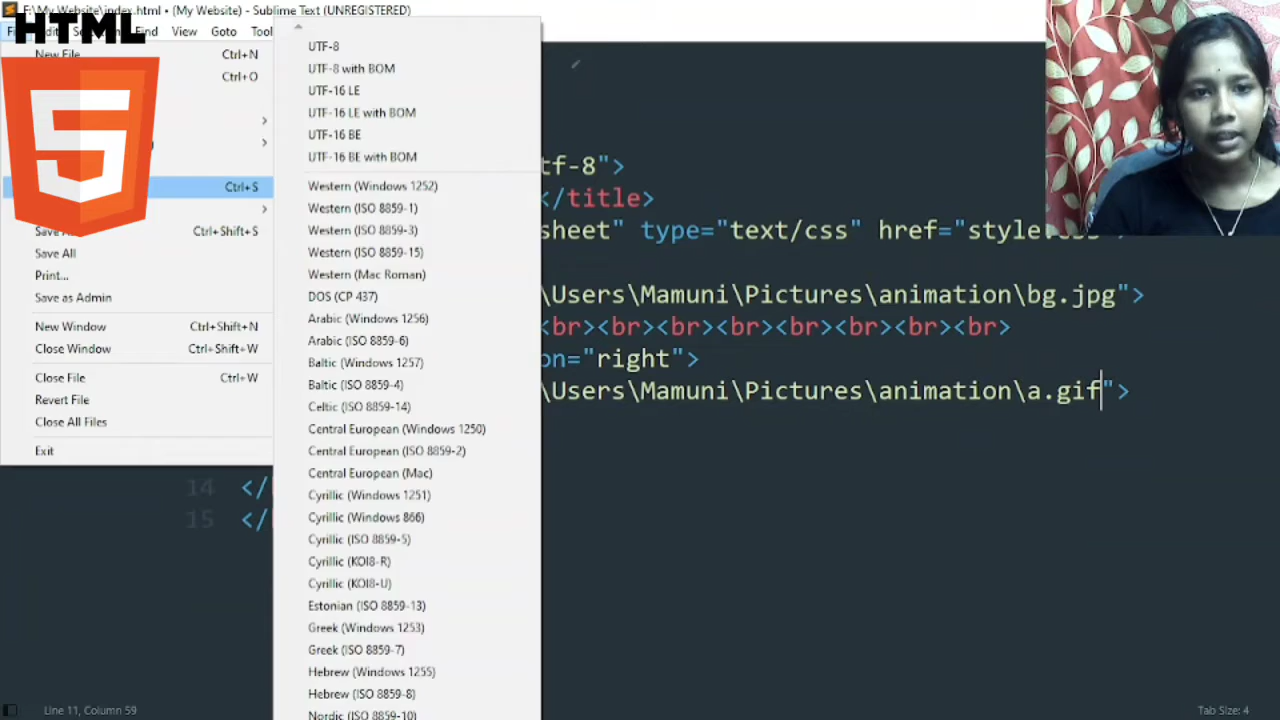 F:\My Website\index.html • (My Website) - Sublime Text (UNREGISTERED)
HTML
Find View Goto
New File Ctrl+N
Ctrl+O
Ctrl+S
Ctrl+Shift+S
Save All
Print...
Save as Admin
New Window Ctrl+Shift+N
Close Window Ctrl+Shift+W
Close File Ctrl+W
Revert File
Close All Files
Exit
UTF-8
UTF-8 with BOM
UTF-16 LE
UTF-16 LE with BOM
UTF-16 BE
UTF-16 BE with BOM
Western (Windows 1252)
Western (ISO 8859-1)
Western (ISO 8859-3)
Western (ISO 8859-15)
Western (Mac Roman)
DOS (CP 437)
Arabic (Windows 1256)
Arabic (ISO 8859-6)
Baltic (Windows 1257)
Baltic (ISO 8859-4)
Celtic (ISO 8859-14)
Central European (Windows 1250)
Central European (ISO 8859-2)
Central European (Mac)
Cyrillic (Windows 1251)
Cyrillic (Windows 866)
Cyrillic (ISO 8859-5)
Cyrillic (KOI8-R)
Cyrillic (KOI8-U)
Estonian (ISO 8859-13)
Greek (Windows 1253)
Greek (ISO 8859-7)
Hebrew (Windows 1255)
Hebrew (ISO 8859-8)
Nordic (ISO 8859-10)
tf-8">
</title>
sheet" type="text/css" href="style.css">
\Users\Mamuni\Pictures\animation\bg.jpg">
<br><br><br><br><br><br><br><br>
on="right">
\Users\Mamuni\Pictures\animation\a.gif">
14 </
15 </
Line 11, Column 59
Tab Size: 4